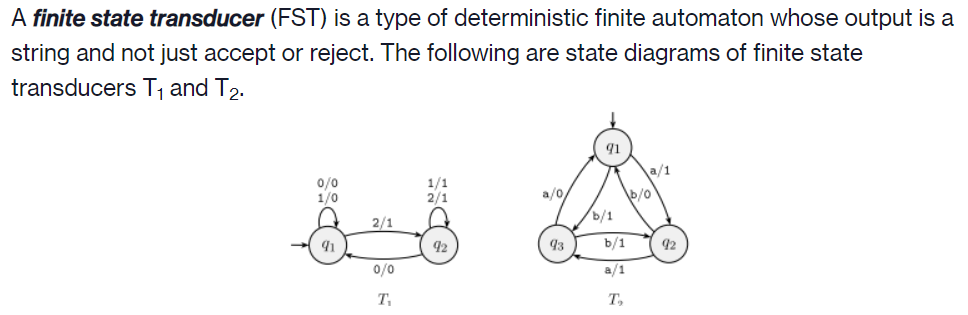 A finite state transducer (FST) is a type of deterministic finite automaton whose output is a
string and not just accept or reject. The following are state diagrams of finite state
transducers T₁ and T₂.
q1
a/1
0/0
1/0
1/1
2/1
a/0
b/0
2/1
b/1
q1
q2
q3
b/1
q2
0/0
a/1
T₁
T₂